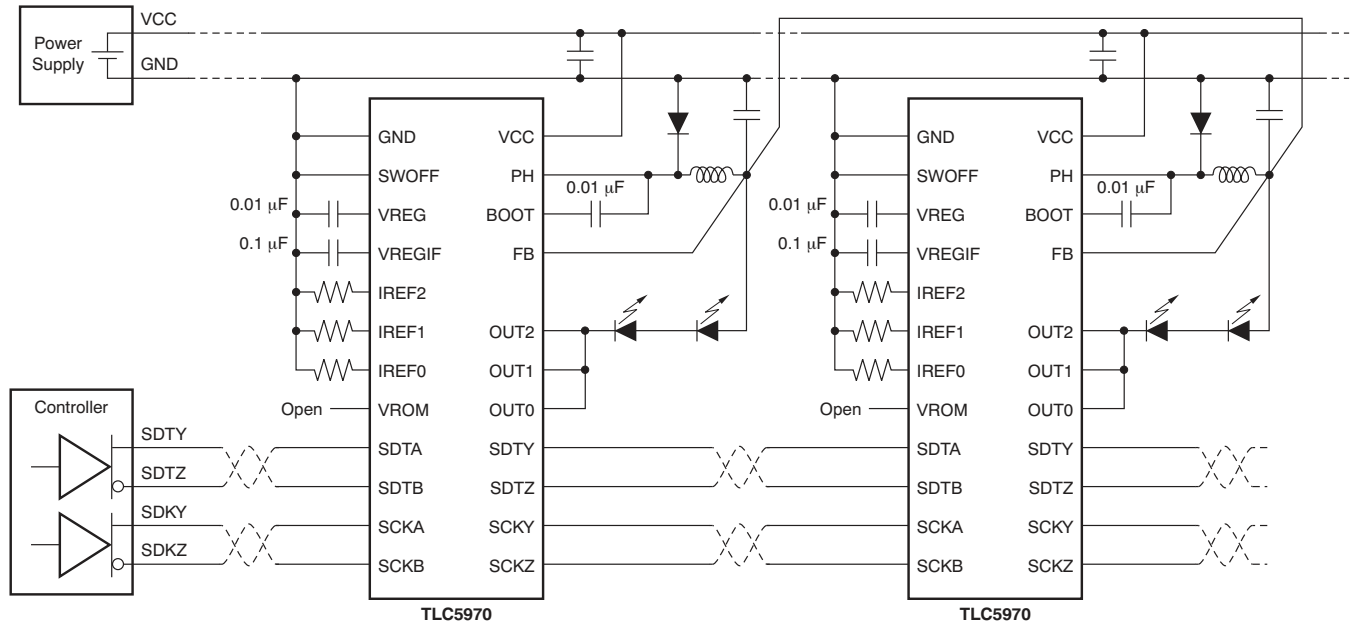 VCC
Power
Supply
GND
GND
SWOFF
0.01 μF
VREG
0.1 μF
VREGIF
IREF2
IREF1
IREF0
Open
VROM
SDTA
SDTB
SCKA
SCKB
VCC
PH
0.01 μF
BOOT
FB
OUT2
OUT1
OUT0
SDTY
SDTZ
SCKY
SCKZ
TLC5970
GND
SWOFF
0.01 μF
VREG
0.1 μF
VREGIF
IREF2
IREF1
IREF0
Open
VROM
SDTA
SDTB
SCKA
SCKB
VCC
PH
0.01 μF
BOOT
FB
OUT2
OUT1
OUT0
SDTY
SDTZ
SCKY
SCKZ
TLC5970
Controller
SDTY
SDTZ
SDKY
SDKZ